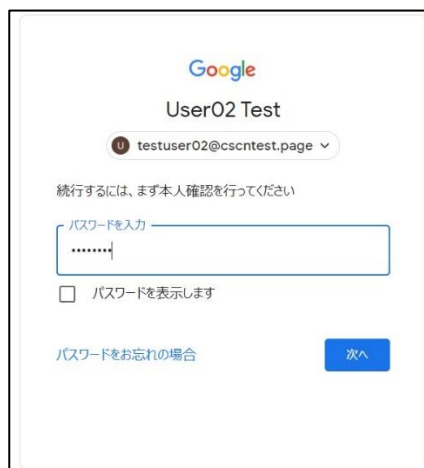 Google
User02 Test
U testuser02@cscntest.page
続行するには、まず本人確認を行ってください
パスワードを入力
••••••••
パスワードを表示します
パスワードをお忘れの場合
次へ